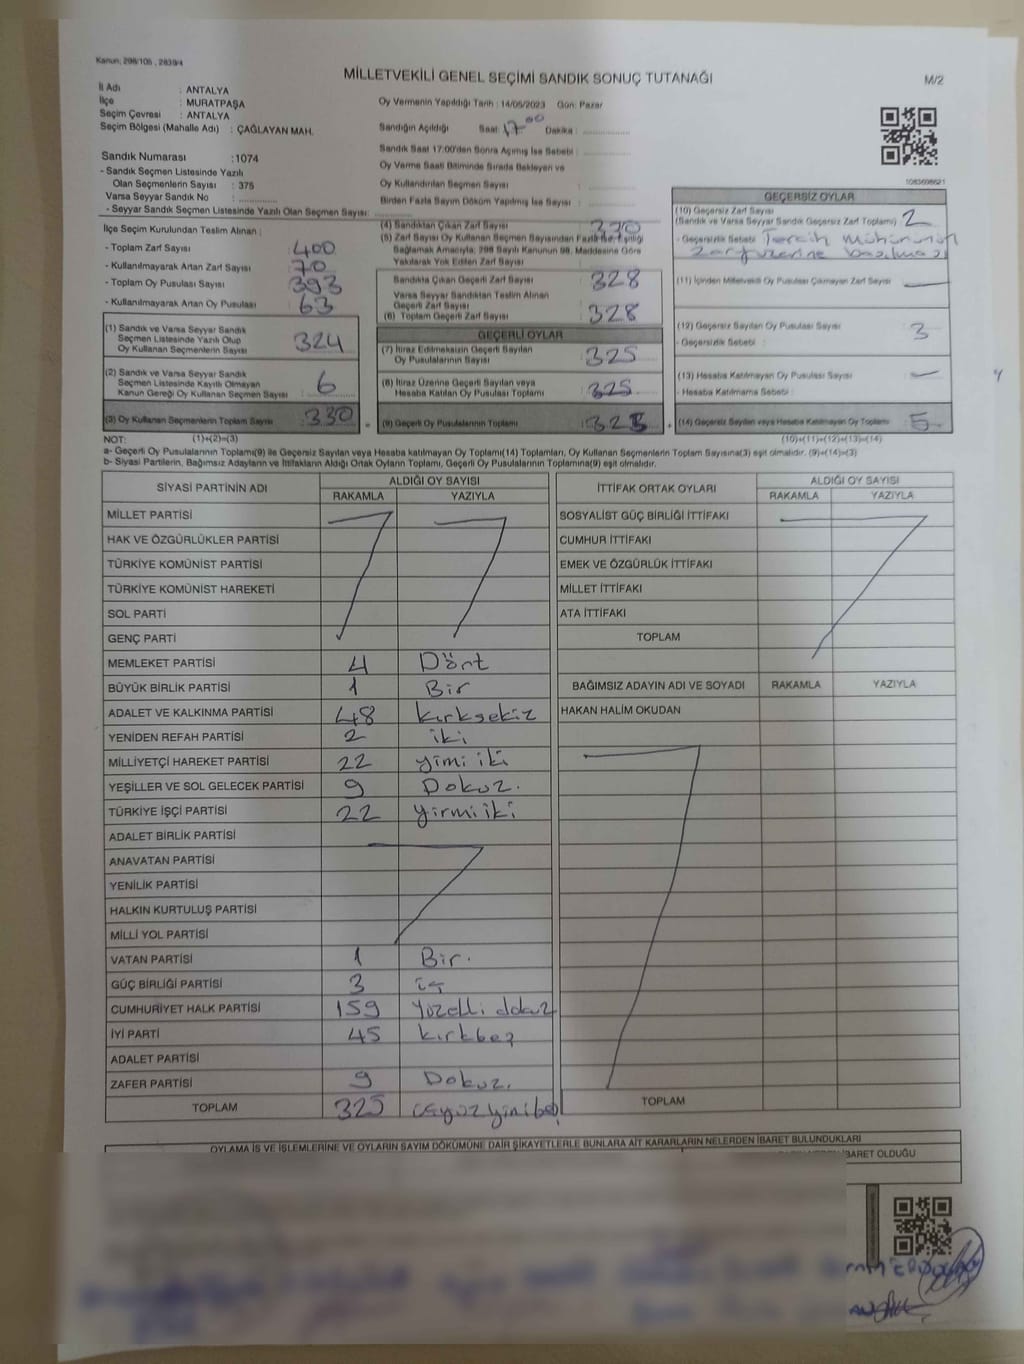 Kanun: 298/105 , 2839/4
MİLLETVEKİLİ GENEL SEÇİMİ SANDIK SONUÇ TUTANAĞI
M/2
İl Adı : ANTALYA
İlçe : MURATPAŞA
Seçim Çevresi : ANTALYA
Seçim Bölgesi (Mahalle Adı) : ÇAĞLAYAN MAH.
Oy Vermenin Yapıldığı Tarih : 14/05/2023 Gün: Pazar
Sandığın Açıldığı Saat: 17 00 Dakika : ..............
Sandık Saat 17:00'den Sonra Açımış İse Sebebi : ..............
Oy Verme Saati Bitiminde Sırada Bekleyen ve
Oy Kullandırılan Seçmen Sayısı : ..............
Birden Fazla Sayım Döküm Yapılmış İse Sayısı : ..............
Sandık Numarası :1074
- Sandık Seçmen Listesinde Yazılı
Olan Seçmenlerin Sayısı : 375
Varsa Seyyar Sandık No : ..............
- Seyyar Sandık Seçmen Listesinde Yazılı Olan Seçmen Sayısı: ..............
1083698621
İlçe Seçim Kurulundan Teslim Alınan :
- Toplam Zarf Sayısı : 400
- Kullanılmayarak Artan Zarf Sayısı : 70
- Toplam Oy Pusulası Sayısı : 393
- Kullanılmayarak Artan Oy Pusulası : 63
(1) Sandık ve Varsa Seyyar Sandık
Seçmen Listesinde Yazılı Olup
Oy Kullanan Seçmenlerin Sayısı : 324
(2) Sandık ve Varsa Seyyar Sandık
Seçmen Listesinde Kayıtlı Olmayan
Kanun Gereği Oy Kullanan Seçmen Sayısı : 6
(3) Oy Kullanan Seçmenlerin Toplam Sayısı : 330
(4) Sandıktan Çıkan Zarf Sayısı : 330
(5) Zarf Sayısı Oy Kullanan Seçmen Sayısından Fazla İse, Eşitliği
Sağlamak Amacıyla; 298 Sayılı Kanunun 98. Maddesine Göre
Yakılarak Yok Edilen Zarf Sayısı :
Sandıkta Çıkan Geçerli Zarf Sayısı : 328
Varsa Seyyar Sandıktan Teslim Alınan
Geçerli Zarf Sayısı :
(6) Toplam Geçerli Zarf Sayısı : 328
GEÇERLİ OYLAR
(7) İtiraz Edilmeksizin Geçerli Sayılan
Oy Pusulalarının Sayısı : 325
(8) İtiraz Üzerine Geçerli Sayılan veya
Hesaba Katılan Oy Pusulası Toplamı : 325
(9) Geçerli Oy Pusulalarının Toplamı : 325
GEÇERSİZ OYLAR
(10) Geçersiz Zarf Sayısı
(Sandık ve Varsa Seyyar Sandık Geçersiz Zarf Toplamı) : 2
- Geçersizlik Sebebi : Tercih mührünün
zarf üzerine basılması
(11) İçinden Milletvekili Oy Pusulası Çıkmayan Zarf Sayısı : —
(12) Geçersiz Sayılan Oy Pusulası Sayısı : 3
- Geçersizlik Sebebi :
(13) Hesaba Katılmayan Oy Pusulası Sayısı : —
- Hesaba Katılmama Sebebi :
(14) Geçersiz Sayılan veya Hesaba Katılmayan Oy Toplamı : 5
NOT: (1)+(2)=(3) (10)+(11)+(12)+(13)=(14)
a- Geçerli Oy Pusulalarının Toplamı(9) ile Geçersiz Sayılan veya Hesaba katılmayan Oy Toplamı(14) Toplamları, Oy Kullanan Seçmenlerin Toplam Sayısına(3) eşit olmalıdır. (9)+(14)=(3)
b- Siyasi Partilerin, Bağımsız Adayların ve İttifakların Aldığı Ortak Oyların Toplamı, Geçerli Oy Pusulalarının Toplamına(9) eşit olmalıdır.
SİYASİ PARTİNİN ADI ALDIĞI OY SAYISI
RAKAMLA YAZIYLA
MİLLET PARTİSİ
HAK VE ÖZGÜRLÜKLER PARTİSİ
TÜRKİYE KOMÜNİST PARTİSİ
TÜRKİYE KOMÜNİST HAREKETİ
SOL PARTİ
GENÇ PARTİ
MEMLEKET PARTİSİ 4 Dört
BÜYÜK BİRLİK PARTİSİ 1 Bir
ADALET VE KALKINMA PARTİSİ 48 kırksekiz
YENİDEN REFAH PARTİSİ 2 iki
MİLLİYETÇİ HAREKET PARTİSİ 22 yimi iki
YEŞİLLER VE SOL GELECEK PARTİSİ 9 Dokuz.
TÜRKİYE İŞÇİ PARTİSİ 22 yirmi iki
ADALET BİRLİK PARTİSİ
ANAVATAN PARTİSİ
YENİLİK PARTİSİ
HALKIN KURTULUŞ PARTİSİ
MİLLİ YOL PARTİSİ
VATAN PARTİSİ 1 Bir.
GÜÇ BİRLİĞİ PARTİSİ 3 üç
CUMHURİYET HALK PARTİSİ 159 Yüzelli dokuz
İYİ PARTİ 45 kırkbeş
ADALET PARTİSİ
ZAFER PARTİSİ 9 Dokuz.
TOPLAM 325
İTTİFAK ORTAK OYLARI ALDIĞI OY SAYISI
RAKAMLA YAZIYLA
SOSYALİST GÜÇ BİRLİĞİ İTTİFAKI
CUMHUR İTTİFAKI
EMEK VE ÖZGÜRLÜK İTTİFAKI
MİLLET İTTİFAKI
ATA İTTİFAKI
TOPLAM
BAĞIMSIZ ADAYIN ADI VE SOYADI RAKAMLA YAZIYLA
HAKAN HALİM OKUDAN
TOPLAM
OYLAMA İŞ VE İŞLEMLERİNE VE OYLARIN SAYIM DÖKÜMÜNE DAİR ŞİKAYETLERLE BUNLARA AİT KARARLARIN NELERDEN İBARET BULUNDUKLARI
İBARET OLDUĞU